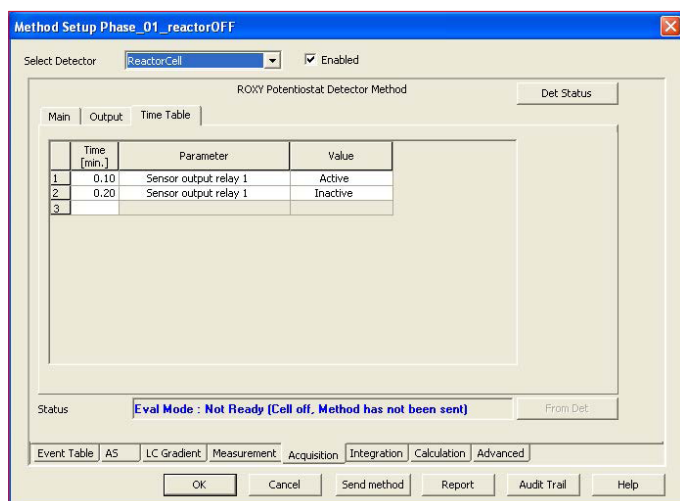 Method Setup Phase_01_reactorOFF
Select Detector ReactorCell Enabled
ROXY Potentiostat Detector Method Det Status
Main Output Time Table
Time [min.] Parameter Value
1 0.10 Sensor output relay 1 Active
2 0.20 Sensor output relay 1 Inactive
3
Status Eval Mode : Not Ready (Cell off, Method has not been sent) From Det
Event Table AS LC Gradient Measurement Acquisition Integration Calculation Advanced
OK Cancel Send method Report Audit Trail Help